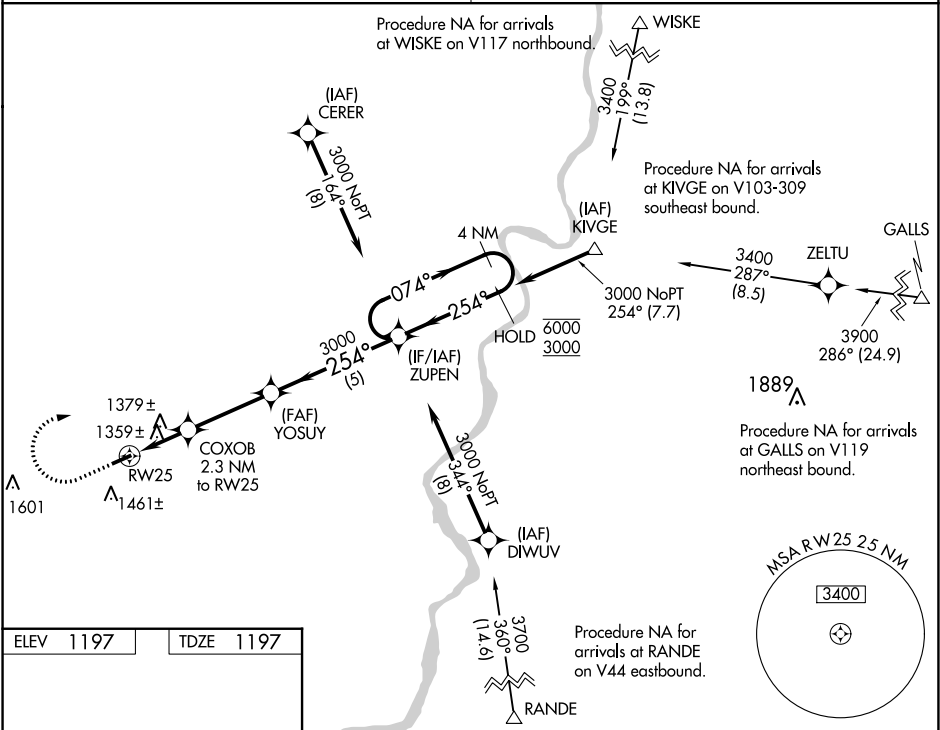 Procedure NA for arrivals
at WISKE on V117 northbound.
WISKE
3400
199°
(13.8)
(IAF)
CERER
3000 NoPT
164°
(8)
Procedure NA for arrivals
at KIVGE on V103-309
southeast bound.
(IAF)
KIVGE
4 NM
GALLS
ZELTU
3400
287°
(8.5)
074°
254°
3000 NoPT
254° (7.7)
3900
286° (24.9)
HOLD
6000
3000
3000
254°
(5)
(IF/IAF)
ZUPEN
1889
1379±
1359±
(FAF)
YOSUY
COXOB
2.3 NM
to RW25
RW25
Procedure NA for arrivals
at GALLS on V119
northeast bound.
1601
1461±
3000 NoPT
344°
(8)
(IAF)
DIWUV
MSA RW25 25 NM
3400
3700
360°
(14.6)
Procedure NA for
arrivals at RANDE
on V44 eastbound.
RANDE
ELEV 1197
TDZE 1197